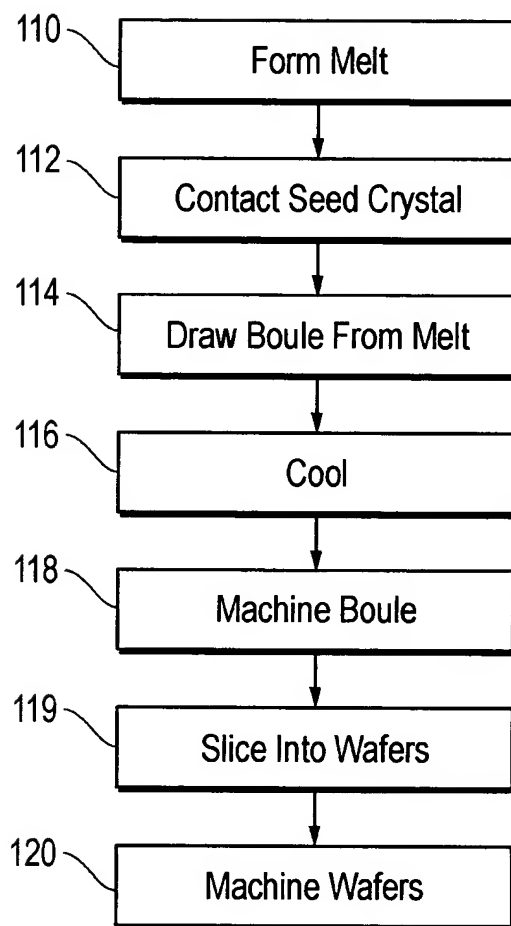 110
Form Melt
112
Contact Seed Crystal
114
Draw Boule From Melt
116
Cool
118
Machine Boule
119
Slice Into Wafers
120
Machine Wafers